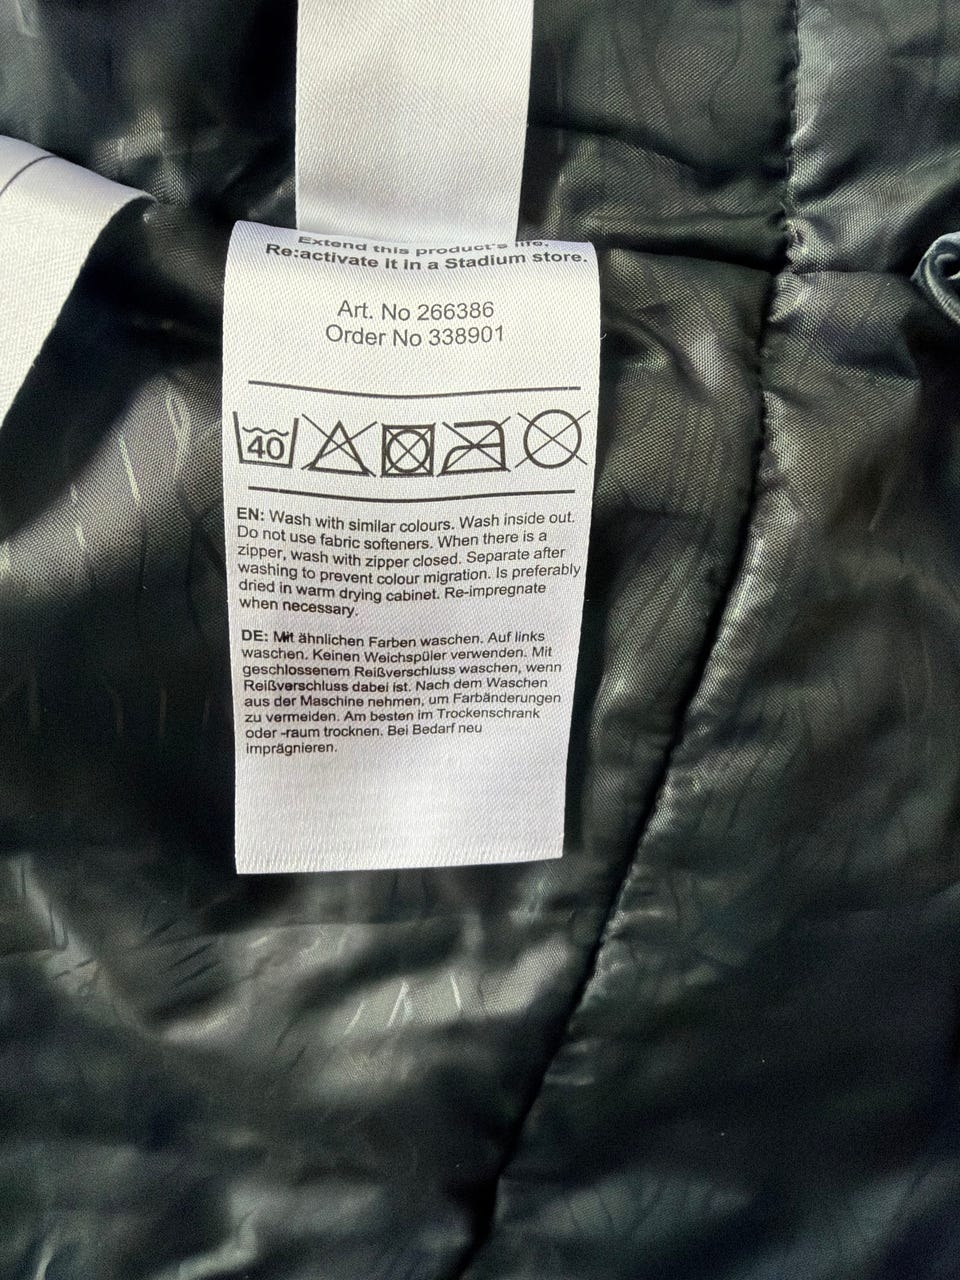 Extend this product's life.
Re:activate it in a Stadium store.
Art. No 266386
Order No 338901
40
EN: Wash with similar colours. Wash inside out.
Do not use fabric softeners. When there is a
zipper, wash with zipper closed. Separate after
washing to prevent colour migration. Is preferably
dried in warm drying cabinet. Re-impregnate
when necessary.
DE: Mit ähnlichen Farben waschen. Auf links
waschen. Keinen Weichspüler verwenden. Mit
geschlossenem Reißverschluss waschen, wenn
Reißverschluss dabei ist. Nach dem Waschen
aus der Maschine nehmen, um Farbänderungen
zu vermeiden. Am besten im Trockenschrank
oder -raum trocknen. Bei Bedarf neu
imprägnieren.